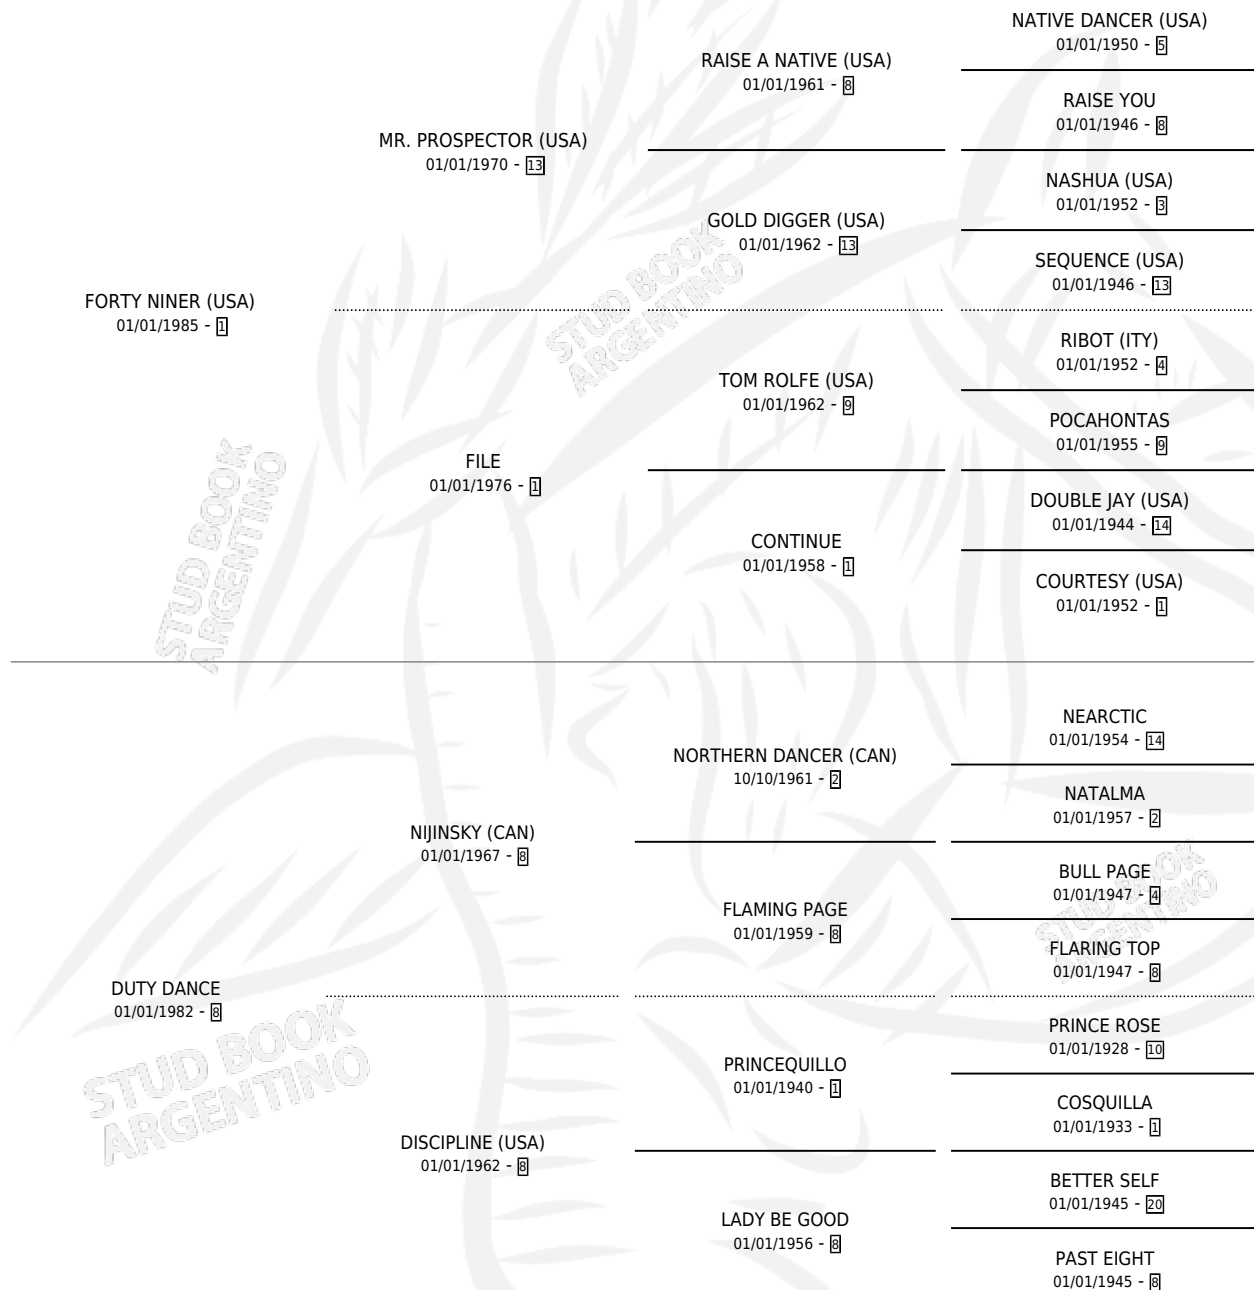 NATIVE DANCER (USA)
01/01/1950 - 5
RAISE A NATIVE (USA)
01/01/1961 - 8
RAISE YOU
01/01/1946 - 8
MR. PROSPECTOR (USA)
01/01/1970 - 13
NASHUA (USA)
01/01/1952 - 3
GOLD DIGGER (USA)
01/01/1962 - 13
SEQUENCE (USA)
01/01/1946 - 13
FORTY NINER (USA)
01/01/1985 - 1
STUD BOOK
ARGENTINO
RIBOT (ITY)
01/01/1952 - 4
TOM ROLFE (USA)
01/01/1962 - 9
POCAHONTAS
01/01/1955 - 9
FILE
01/01/1976 - 1
DOUBLE JAY (USA)
01/01/1944 - 14
CONTINUE
01/01/1958 - 1
COURTESY (USA)
01/01/1952 - 1
STUD BOOK
ARGENTINO
NEARCTIC
01/01/1954 - 14
NORTHERN DANCER (CAN)
10/10/1961 - 2
NATALMA
01/01/1957 - 2
NIJINSKY (CAN)
01/01/1967 - 8
BULL PAGE
01/01/1947 - 4
FLAMING PAGE
01/01/1959 - 8
STUD BOOK
ARGENTINO
FLARING TOP
01/01/1947 - 8
DUTY DANCE
01/01/1982 - 8
STUD BOOK
ARGENTINO
PRINCE ROSE
01/01/1928 - 10
PRINCEQUILLO
01/01/1940 - 1
COSQUILLA
01/01/1933 - 1
DISCIPLINE (USA)
01/01/1962 - 8
BETTER SELF
01/01/1945 - 20
LADY BE GOOD
01/01/1956 - 8
PAST EIGHT
01/01/1945 - 8